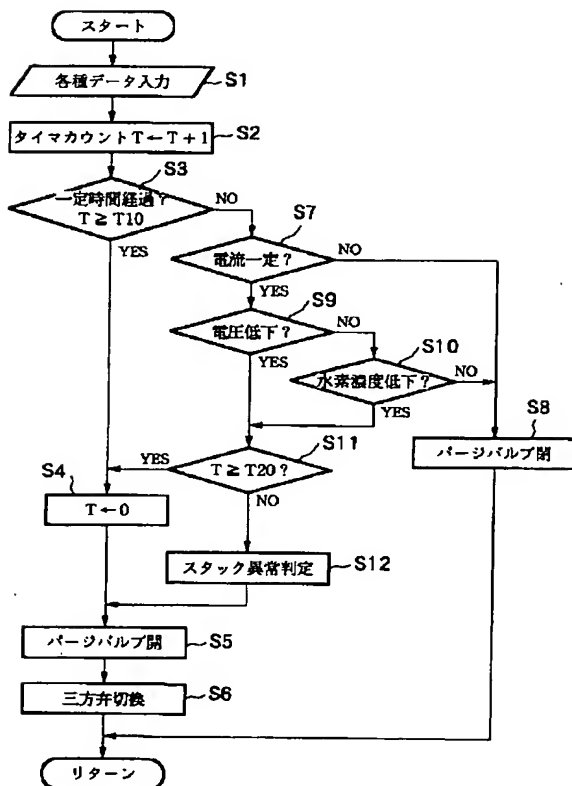 スタート
各種データ入力
S1
タイマカウントT←T+1
S2
S3
一定時間経過?
T≧T10
NO
YES
S7
電流一定?
NO
YES
S9
電圧低下?
NO
YES
S10
水素濃度低下?
NO
YES
S11
T≧T20?
YES
NO
S8
パージバルブ閉
S4
T←0
スタック異常判定
S12
パージバルブ開
S5
三方弁切換
S6
リターン